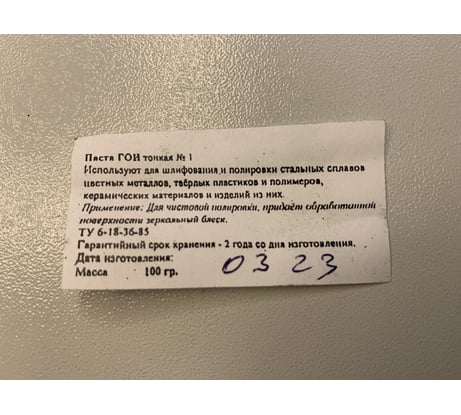 Паста ГОИ тонкая № 1
Используют для шлифования и полировки стальных сплавов
цветных металлов, твёрдых пластиков и полимеров,
керамических материалов и изделий из них.
Применение: Для чистовой полировки, придаёт обработанной
поверхности зеркальный блеск.
ТУ 6-18-36-85
Гарантийный срок хранения - 2 года со дна изготовления.
Дата изготовления: 03 23
Масса 100 гр.